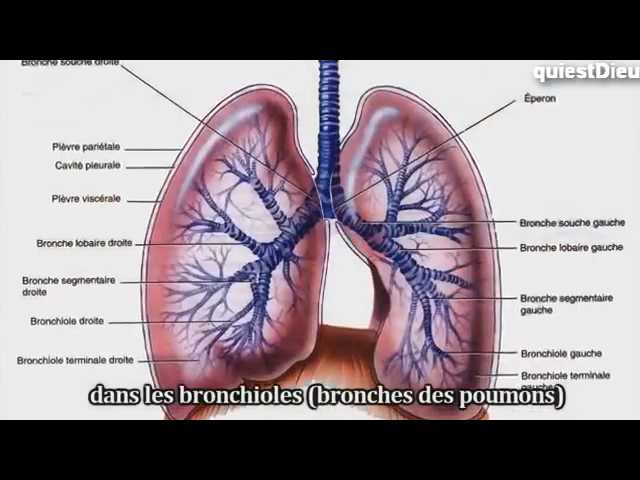 Bronche souche droite
quiestDieu
Éperon
Plèvre pariétale
Cavité pleurale
Plèvre viscérale
Bronche souche gauche
Bronche lobaire droite
Bronche lobaire gauche
Bronche segmentaire
droite
Bronche segmentaire
gauche
Bronchiole droite
Bronchiole gauche
Bronchiole terminale droite
Bronchiole terminale
gauche
dans les bronchioles (bronches des poumons)